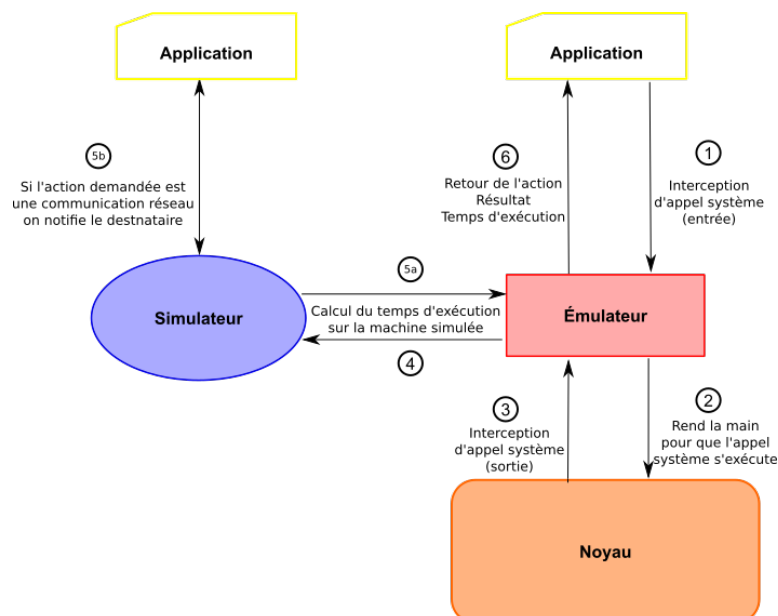 Application
Application
5b
Si l'action demandée est
une communication réseau
on notifie le destnataire
6
Retour de l'action
Résultat
Temps d'exécution
1
Interception
d'appel système
(entrée)
5a
Simulateur
Calcul du temps d'exécution
sur la machine simulée
Émulateur
4
3
Interception
d'appel système
(sortie)
2
Rend la main
pour que l'appel
système s'exécute
Noyau